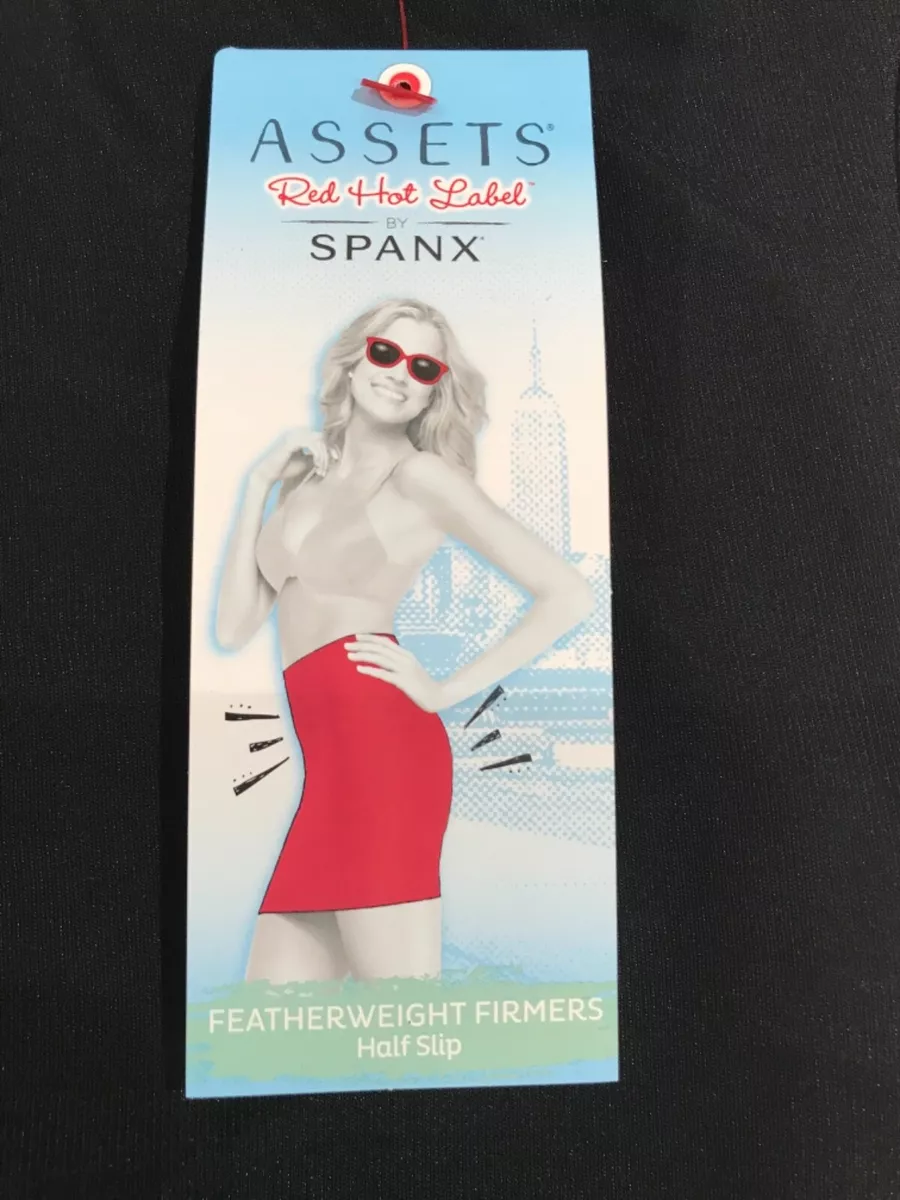 ASSETS®
Red Hot Label™
BY
SPANX®
FEATHERWEIGHT FIRMERS
Half Slip